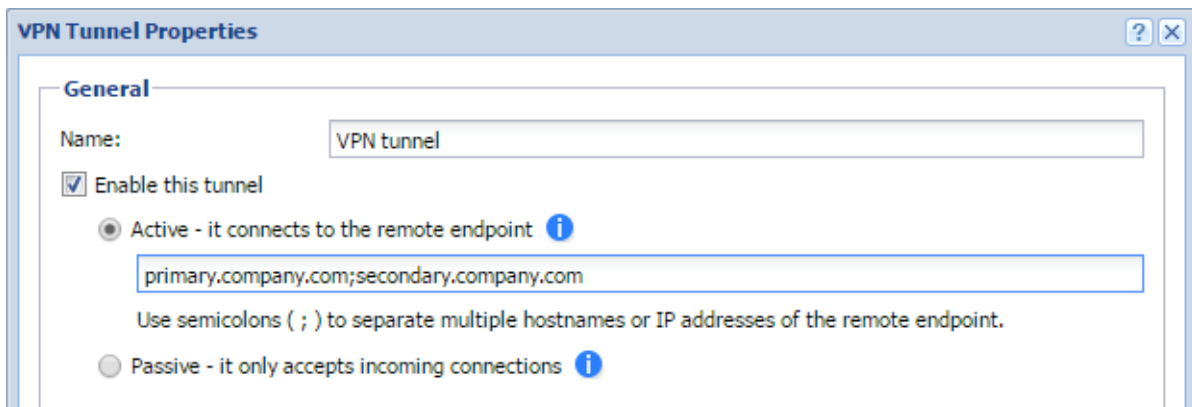 VPN Tunnel Properties
?
General
Name: VPN tunnel
Enable this tunnel
Active - it connects to the remote endpoint i
primary.company.com;secondary.company.com
Use semicolons ( ; ) to separate multiple hostnames or IP addresses of the remote endpoint.
Passive - it only accepts incoming connections i